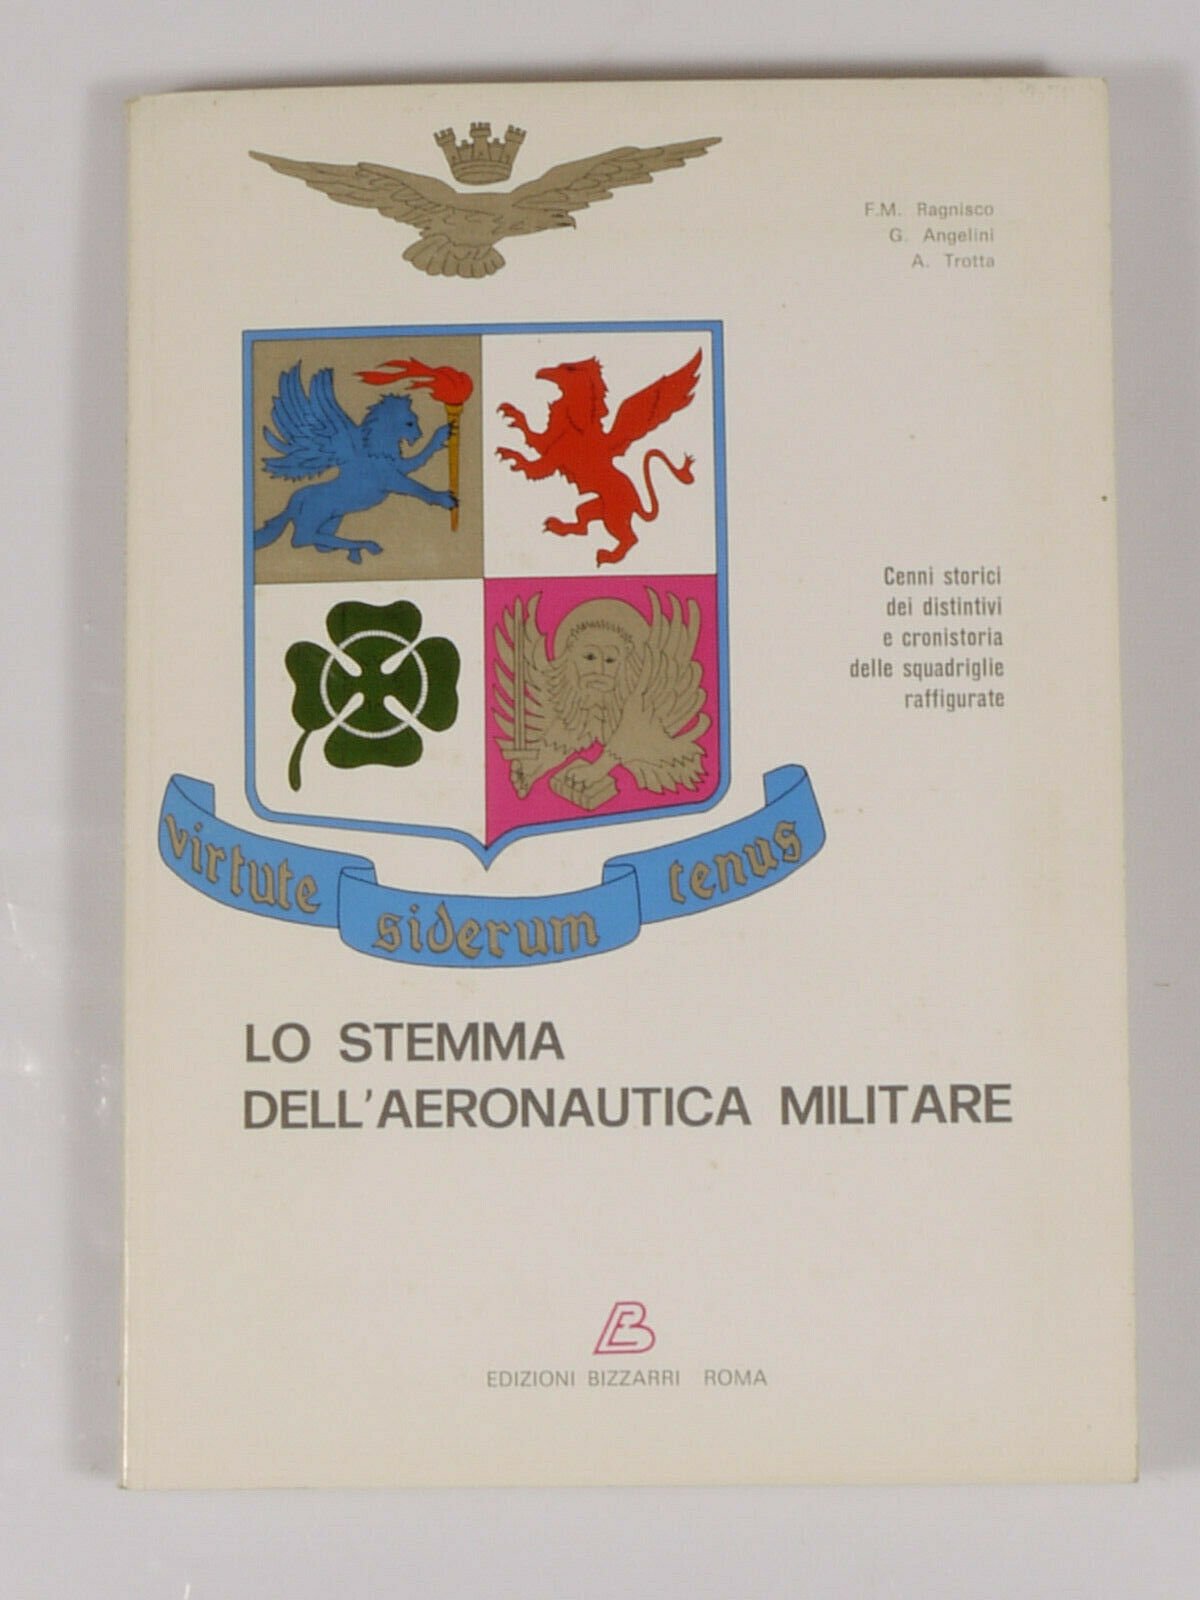 F.M. Ragnisco
G. Angelini
A. Trotta
Cenni storici
dei distintivi
e cronistoria
delle squadriglie
raffigurate
virtute siderum tenus
LO STEMMA
DELL'AERONAUTICA MILITARE
EB
EDIZIONI BIZZARRI ROMA